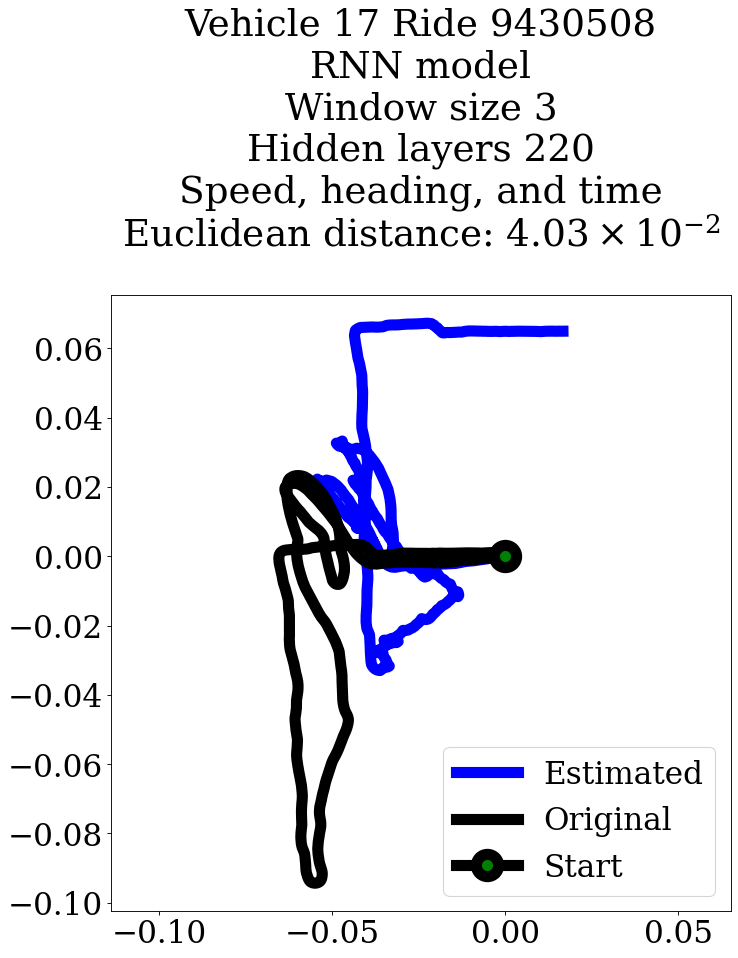 Vehicle 17 Ride 9430508
RNN model
Window size 3
Hidden layers 220
Speed, heading, and time
Euclidean distance: 4.03 × 10⁻²
0.06
0.04
0.02
0.00
−0.02
−0.04
−0.06
−0.08
−0.10
Estimated
Original
Start
−0.10 −0.05 0.00 0.05